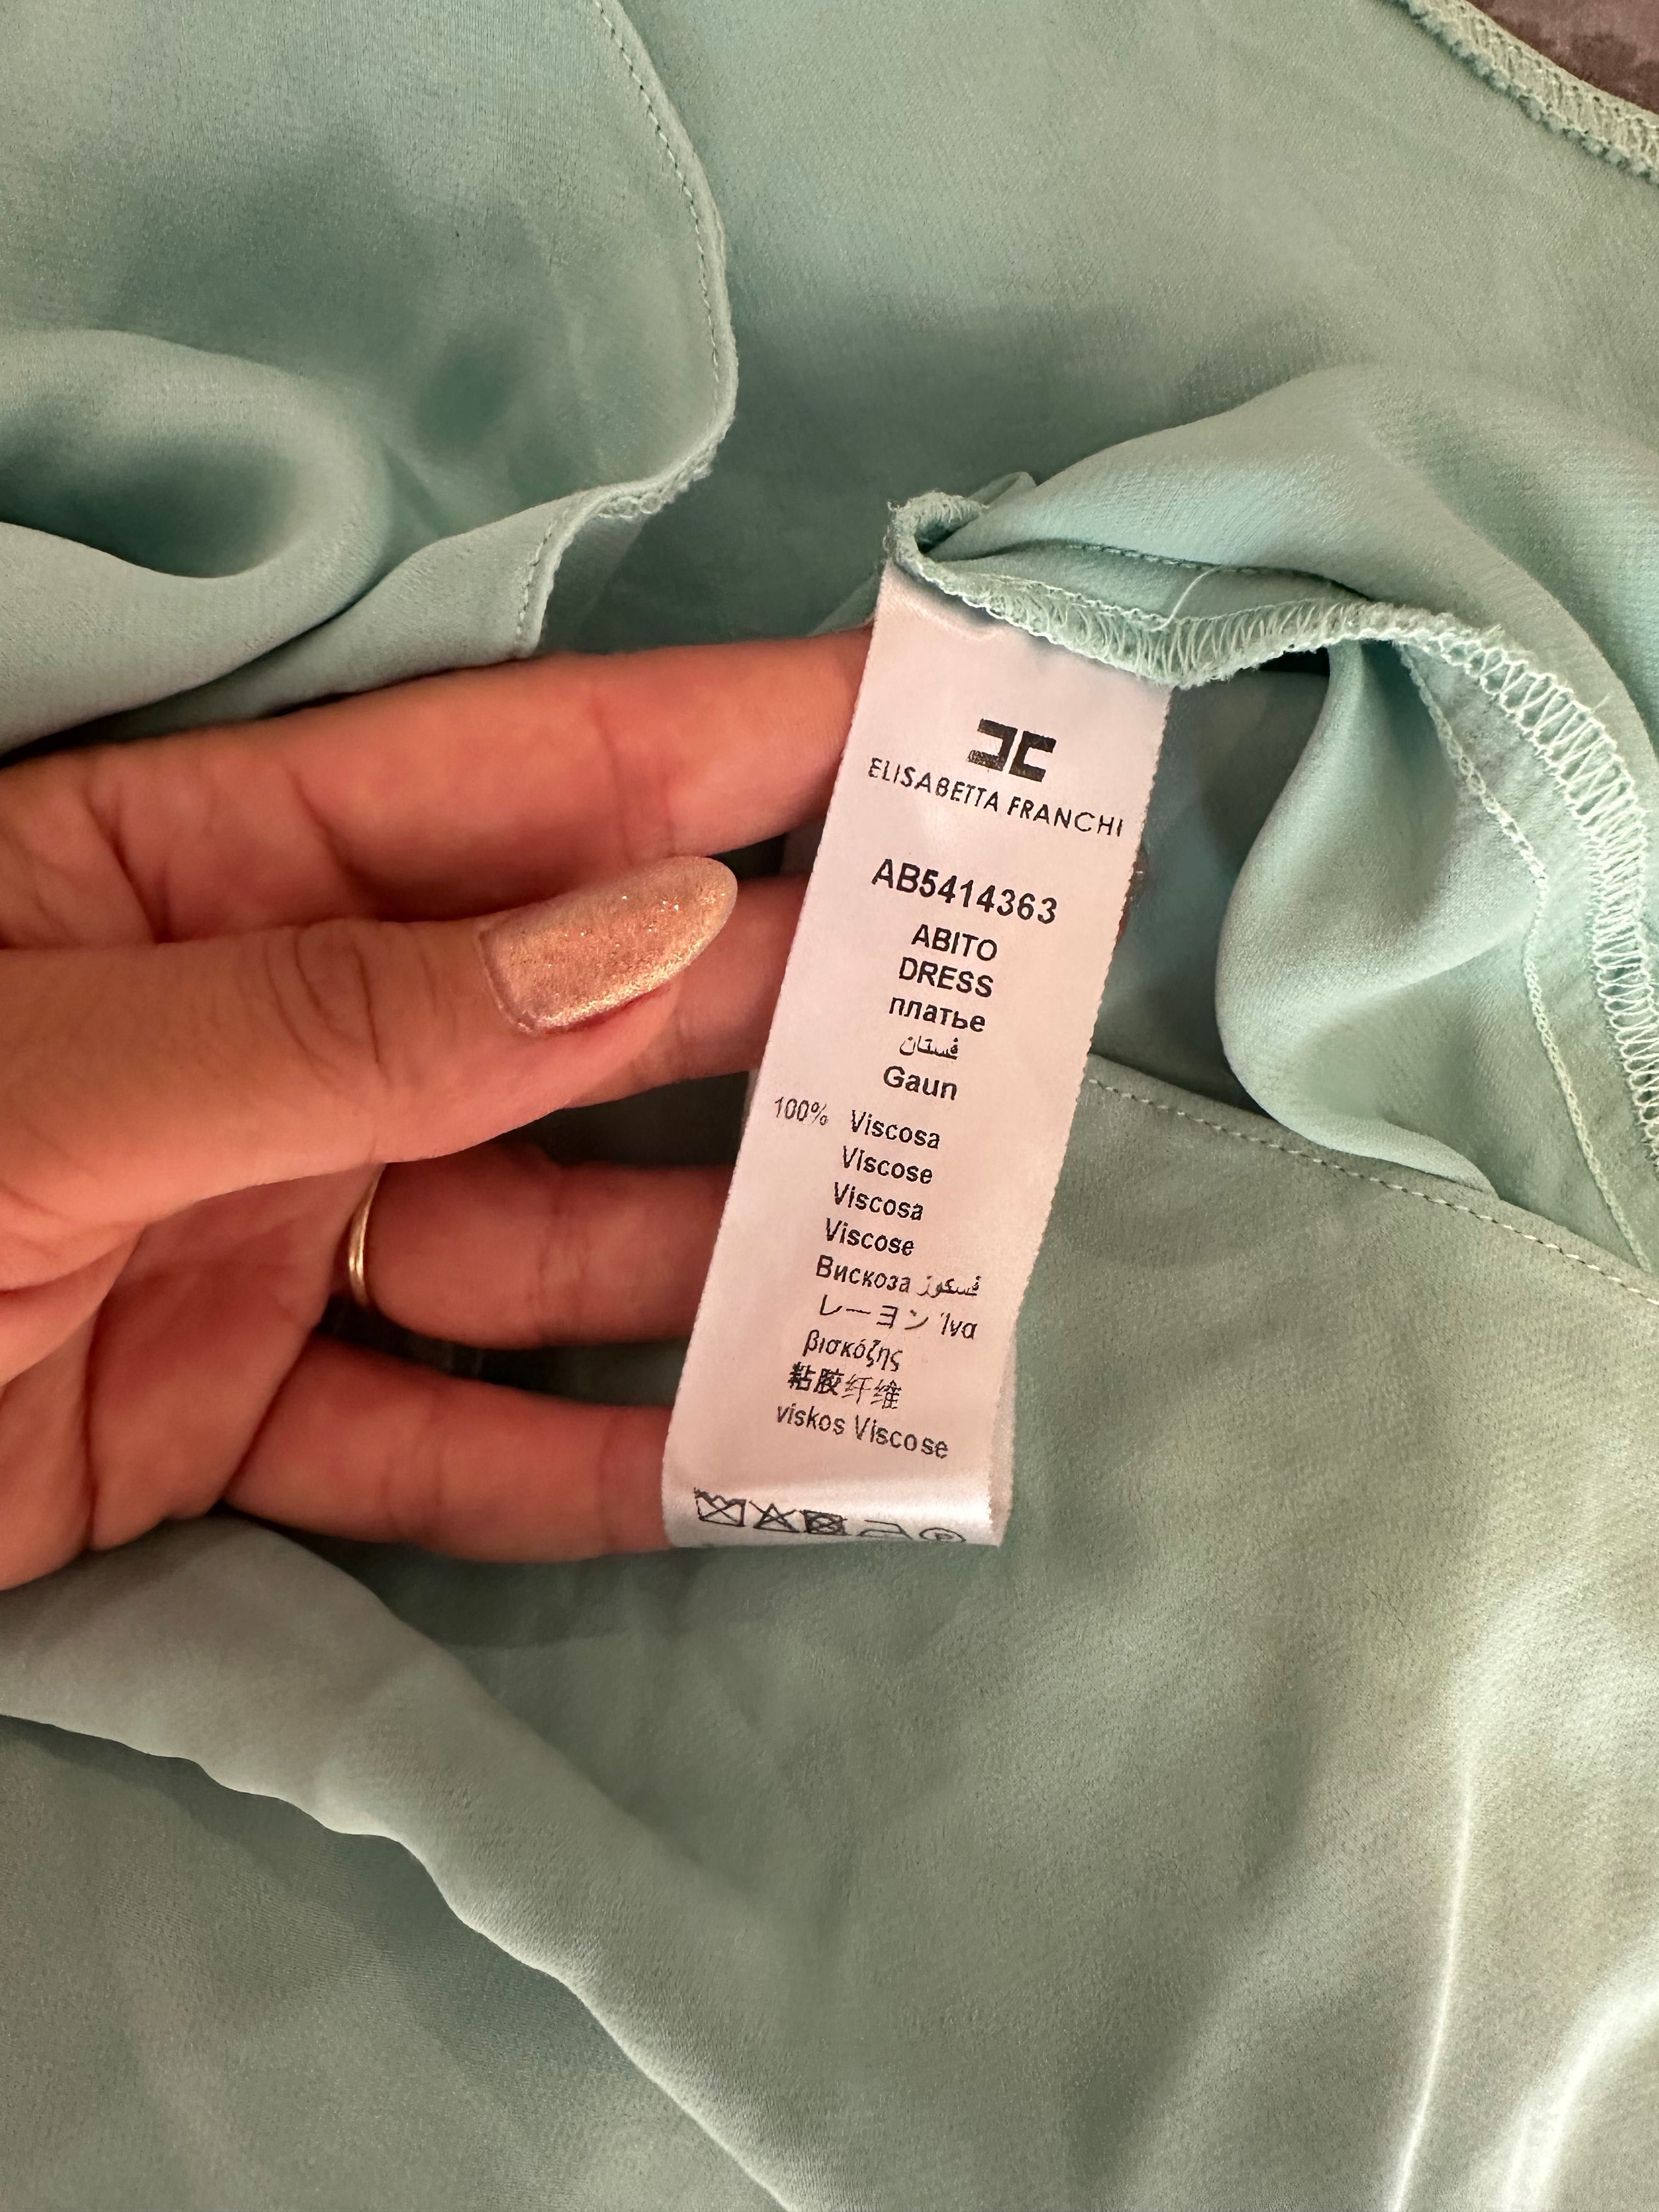 ELISABETTA FRANCHI
AB5414363
ABITO
DRESS
платье
فستان
Gaun
100% Viscosa
Viscose
Viscosa
Viscose
Вискоза فسكوز
レーヨン Ίνα
βισκόζης
粘胶纤维
viskos Viscose
P